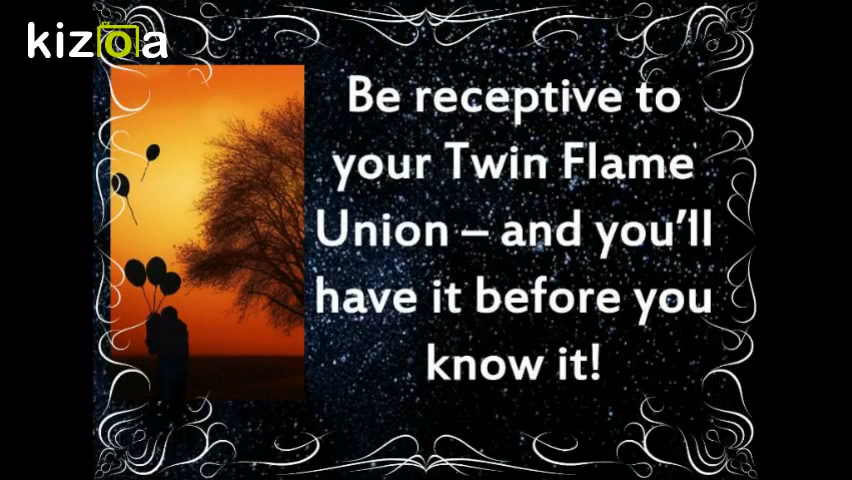 kizoa
Be receptive to
your Twin Flame
Union – and you'll
have it before you
know it!